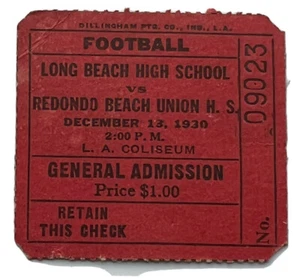 DILLINGHAM PTG. CO., INC., L.A.
FOOTBALL
LONG BEACH HIGH SCHOOL
VS
REDONDO BEACH UNION H. S.
DECEMBER 13, 1930
2:00 P. M.
L. A. COLISEUM
GENERAL ADMISSION
Price $1.00
RETAIN
THIS CHECK
No.
09023